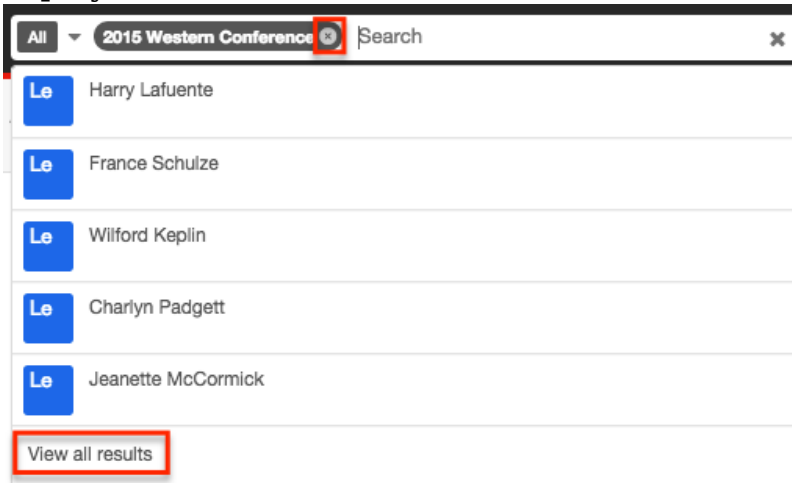 All 2015 Western Conference Search
Le Harry Lafuente
Le France Schulze
Le Wilford Keplin
Le Charlyn Padgett
Le Jeanette McCormick
View all results